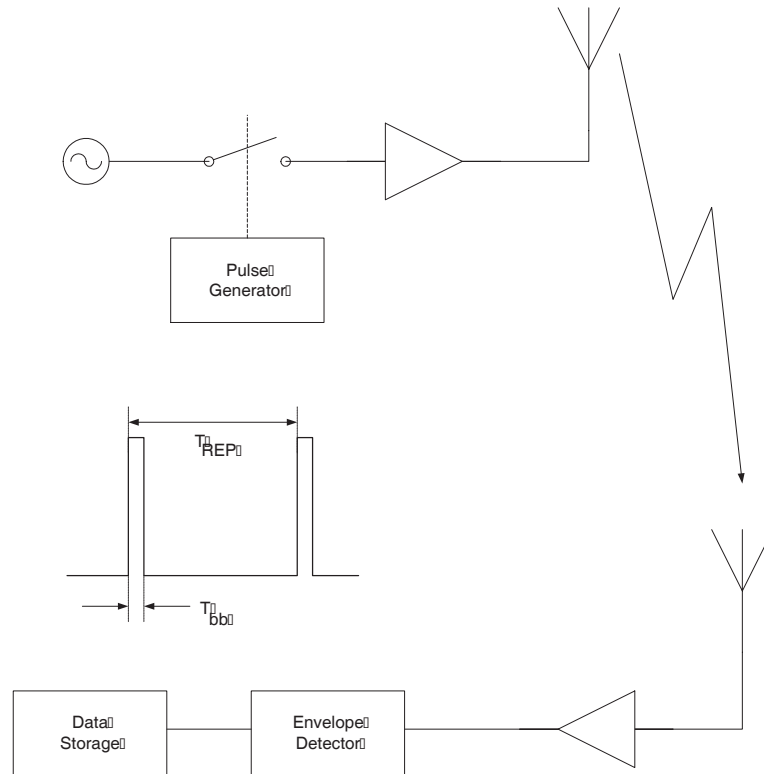 Pulse
Generator
T
REP
T
bb
Data
Storage
Envelope
Detector